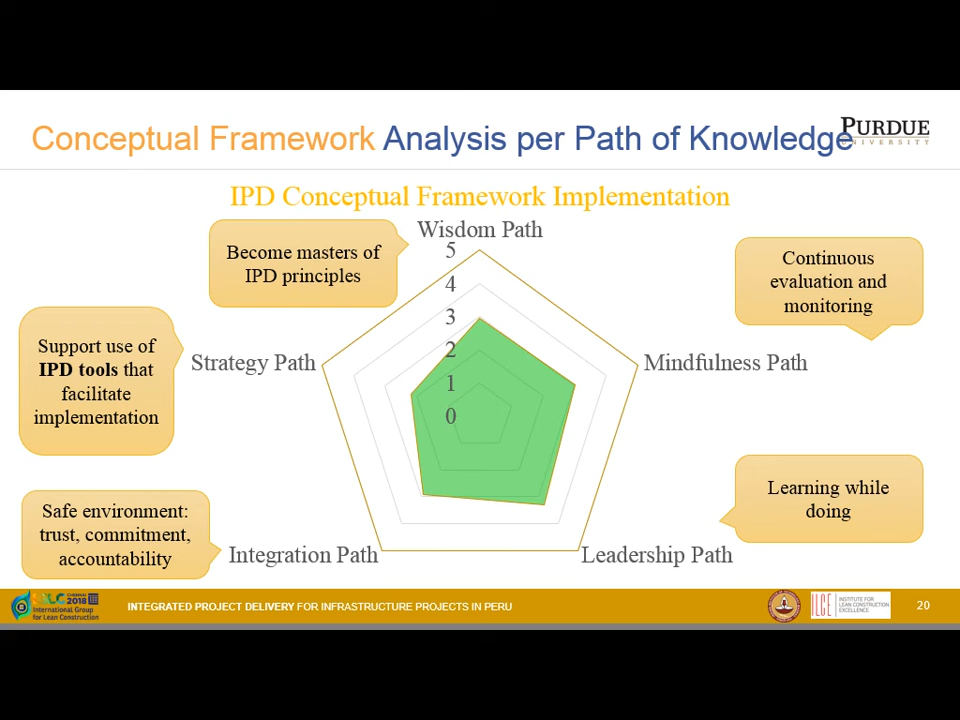 Conceptual Framework Analysis per Path of Knowledge
PURDUE
UNIVERSITY
IPD Conceptual Framework Implementation
Wisdom Path
Become masters of
IPD principles
Continuous
evaluation and
monitoring
5
4
3
2
1
0
Support use of
IPD tools that
facilitate
implementation
Strategy Path
Mindfulness Path
Safe environment:
trust, commitment,
accountability
Learning while
doing
Integration Path
Leadership Path
2018
International Group
for Lean Construction
INTEGRATED PROJECT DELIVERY FOR INFRASTRUCTURE PROJECTS IN PERU
ILCE
INSTITUTE FOR
LEAN CONSTRUCTION
EXCELLENCE
20